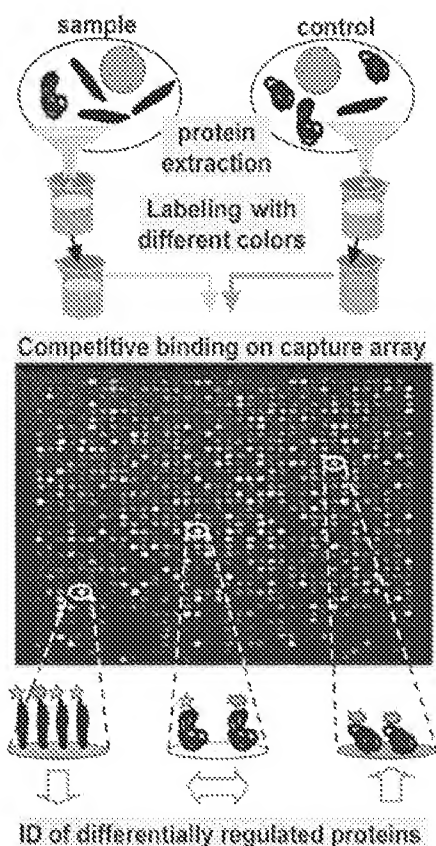 sample control
protein
extraction
Labeling with
different colors
Competitive binding on capture array
ID of differentially regulated proteins